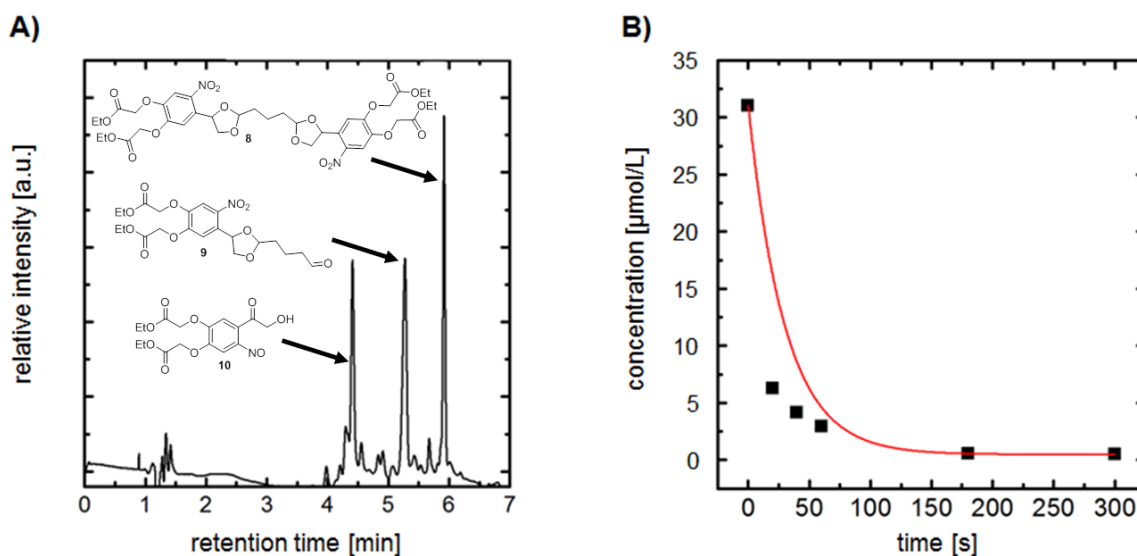 A)
relative intensity [a.u.]
NO₂
OEt
O
O
O
O
O
O
OEt
O
O
EtO
O
O
EtO
O
O
O
O
8
NO₂
O
EtO
O
NO₂
EtO
O
O
O
9
O
O
O
EtO
O
O
OH
EtO
O
NO
O
10
0 1 2 3 4 5 6 7
retention time [min]
B)
concentration [µmol/L]
35
30
25
20
15
10
5
0
0 50 100 150 200 250 300
time [s]